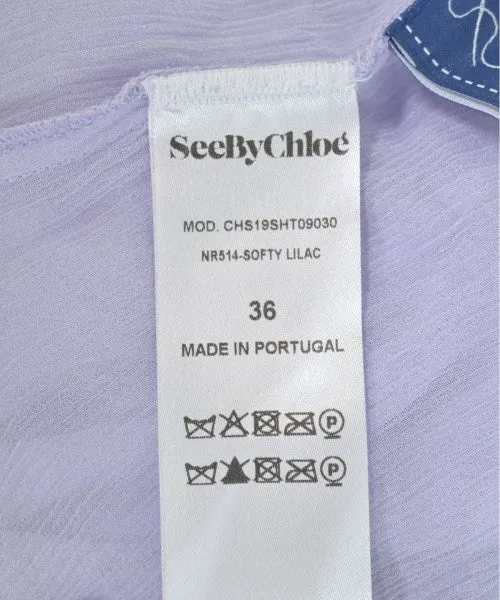 SeeByChloé
MOD. CHS19SHT09030
NR514-SOFTY LILAC
36
MADE IN PORTUGAL
P
P